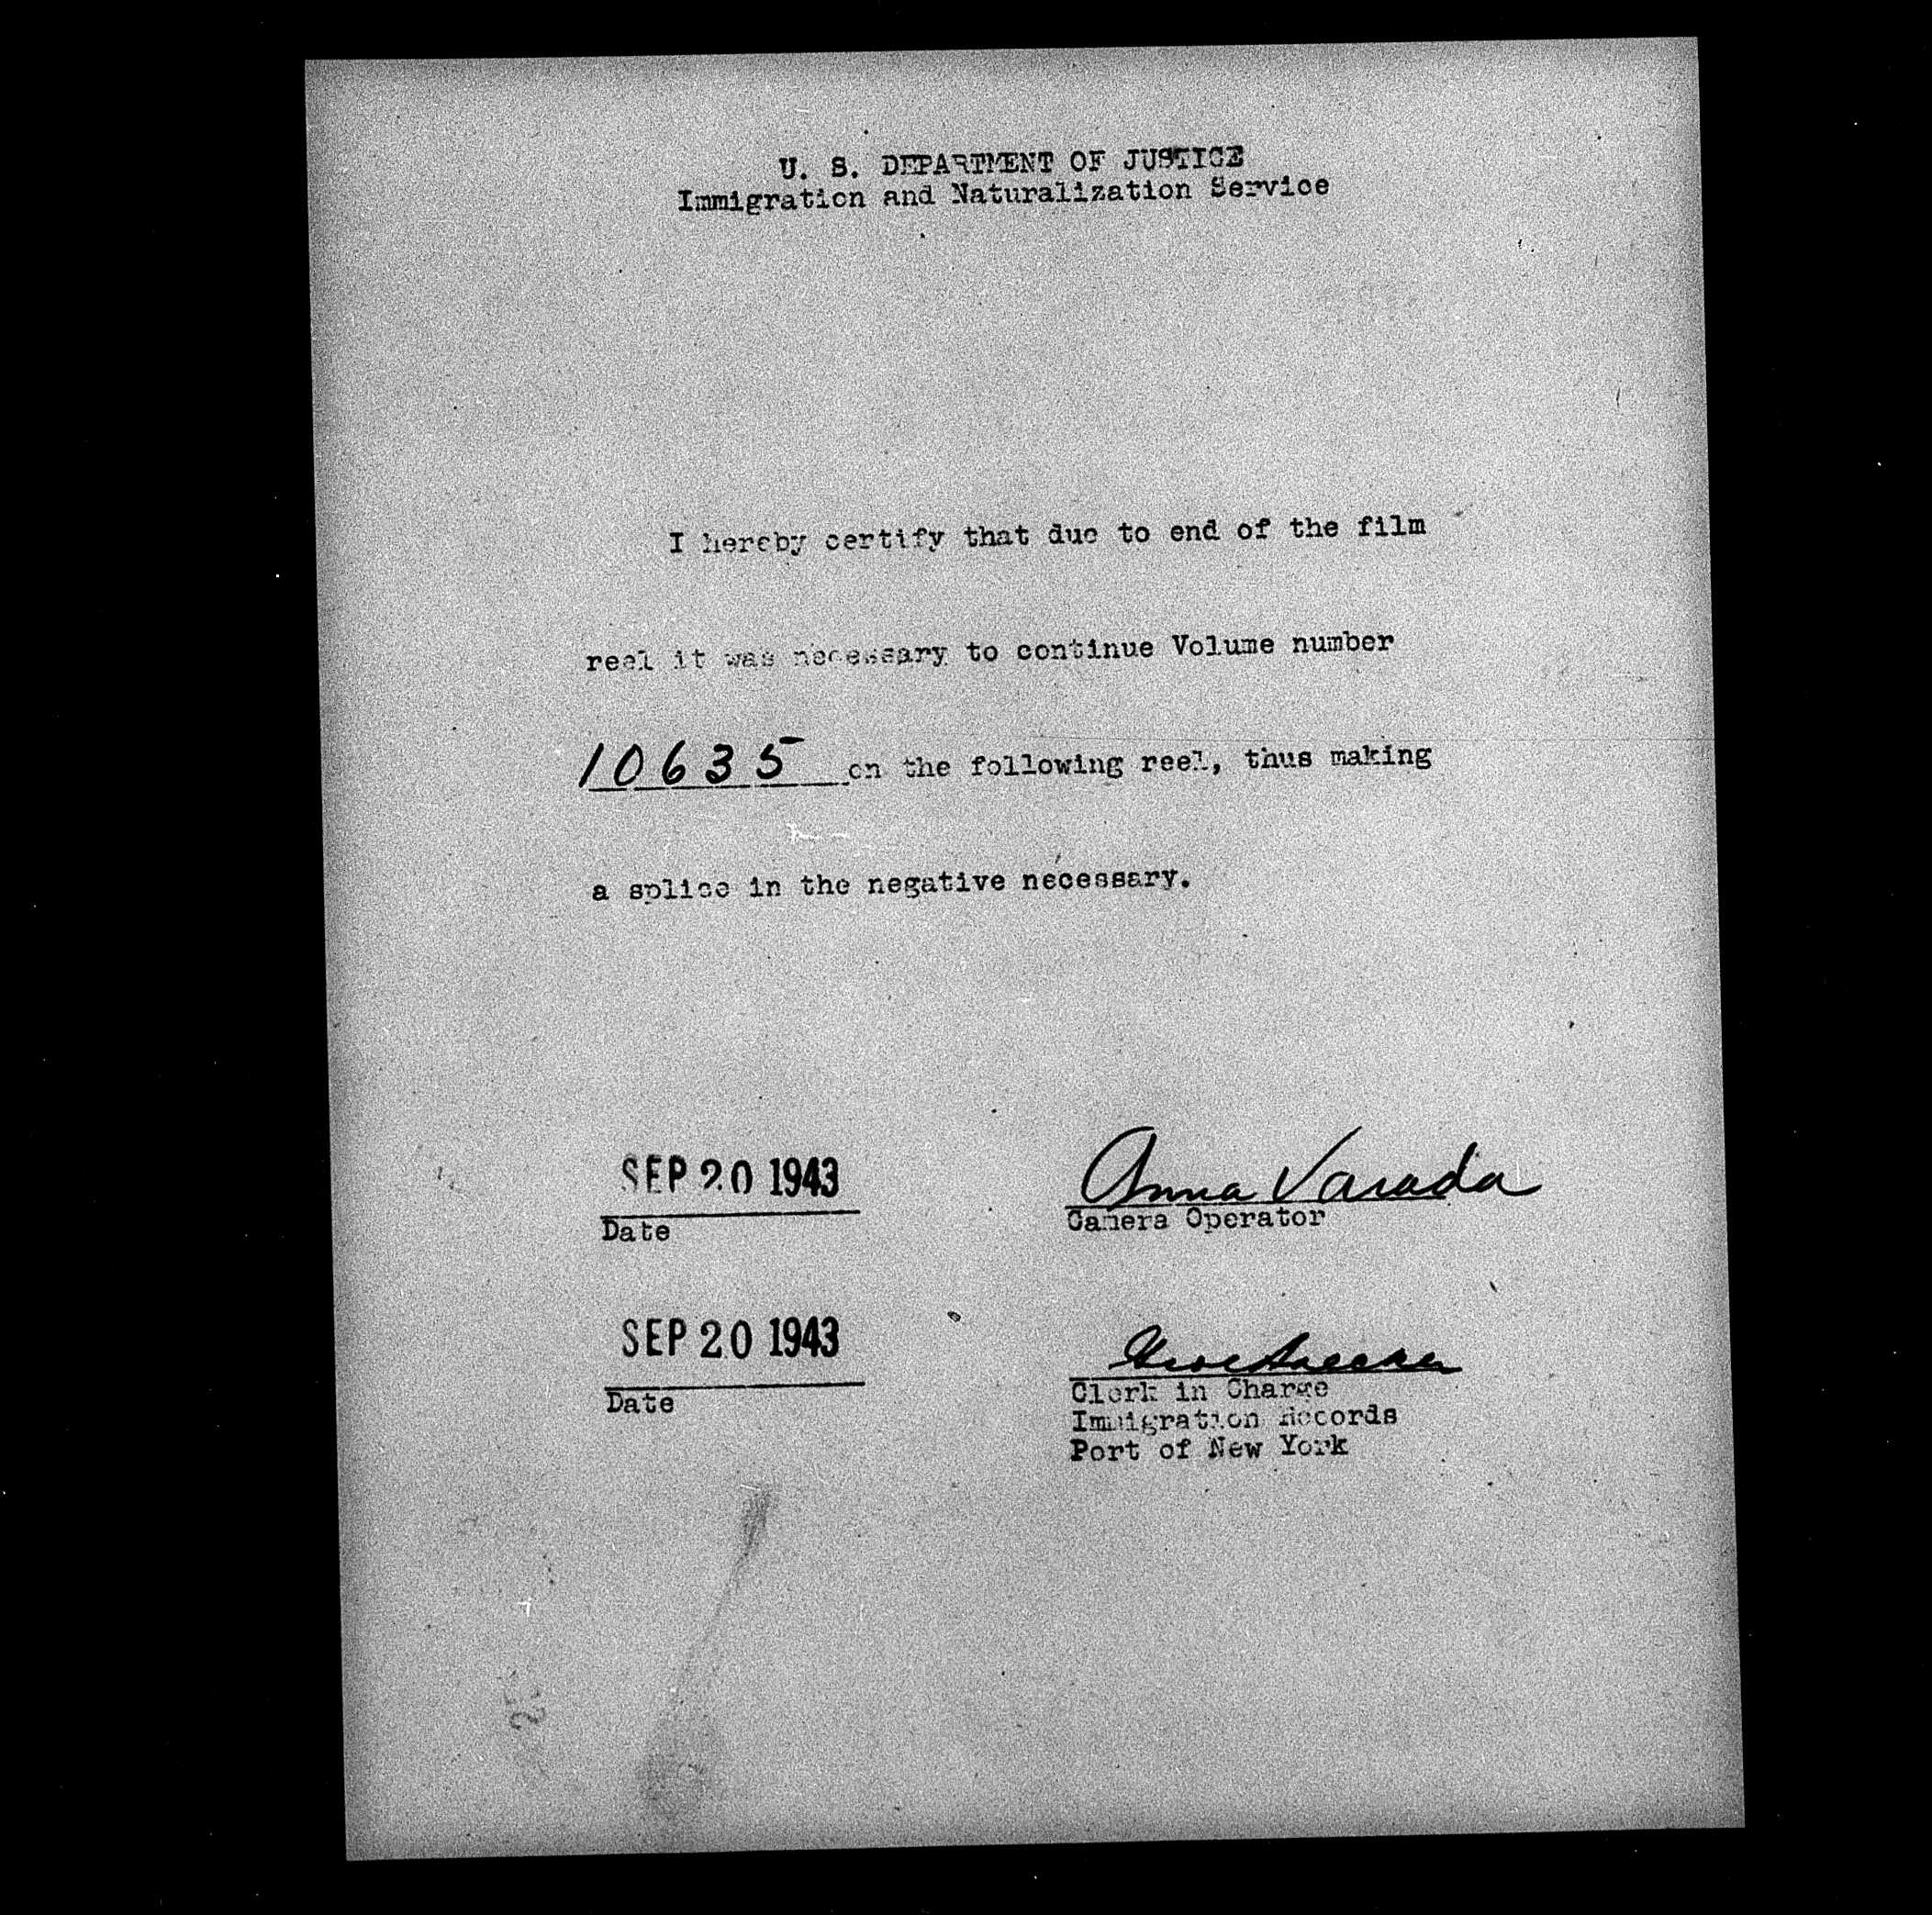 U. S. DEPARTMENT OF JUSTICE
Immigration and Naturalization Service
I hereby certify that due to end of the film
reel it was necessary to continue Volume number
10635 on the following reel, thus making
a splice in the negative necessary.
SEP 20 1943
Anna Varada
Date
Camera Operator
SEP 20 1943
Date
Clerk in Charge
Immigration Records
Port of New York